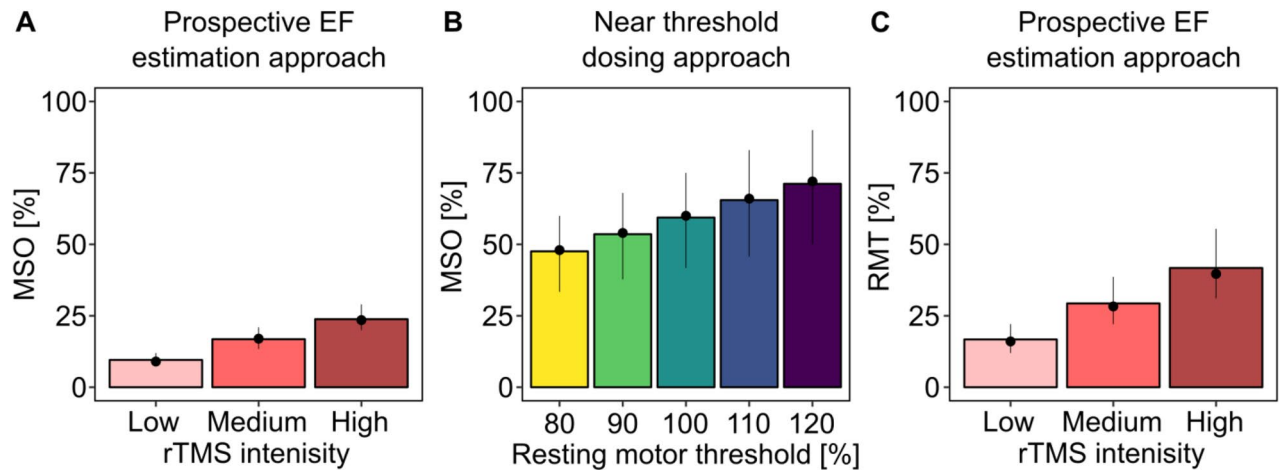 A
Prospective EF
estimation approach
MSO [%]
100
75
50
25
0
Low Medium High
rTMS intenisity
B
Near threshold
dosing approach
MSO [%]
100
75
50
25
0
80 90 100 110 120
Resting motor threshold [%]
C
Prospective EF
estimation approach
RMT [%]
100
75
50
25
0
Low Medium High
rTMS intenisity